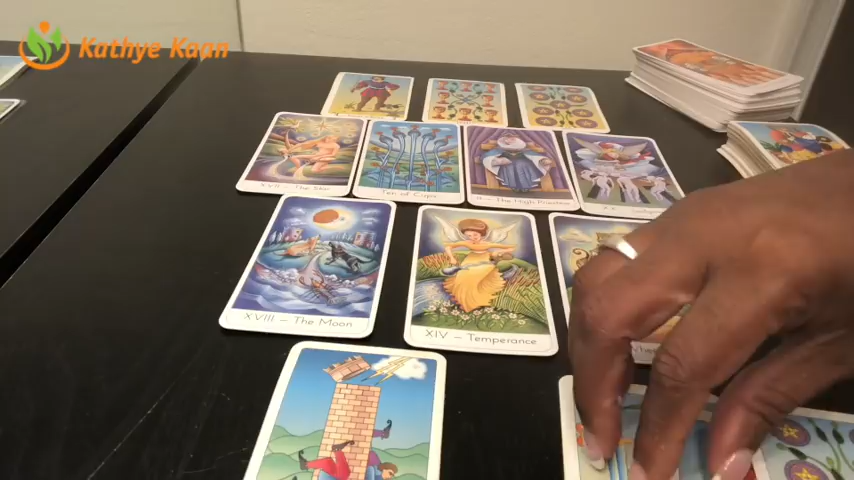 Kathye Kaan
XVII – The Star
Ten of Cups
II – The High Priestess
XVIII – The Moon
XIV – Temperance